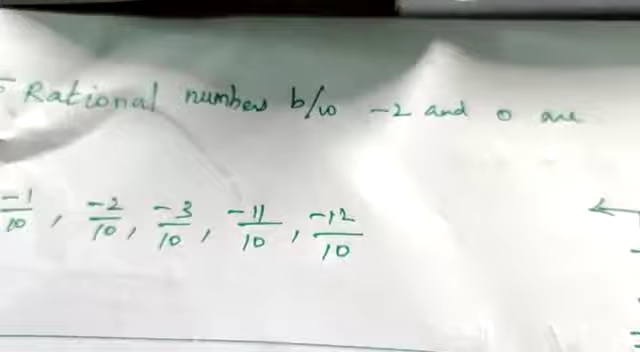 Rational numbers b/w -2 and 0 are
-1/10, -2/10, -3/10, -11/10, -12/10